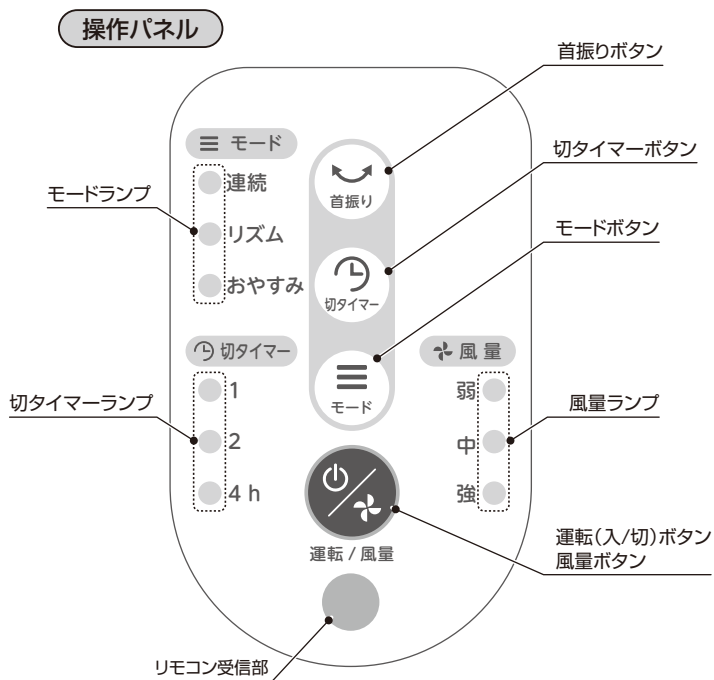 操作パネル
首振りボタン
切タイマーボタン
モードボタン
モードランプ
モード
連続
リズム
おやすみ
首振り
切タイマー
モード
切タイマーランプ
切タイマー
1
2
4 h
風量
弱
中
強
風量ランプ
運転 / 風量
運転(入/切)ボタン
風量ボタン
リモコン受信部